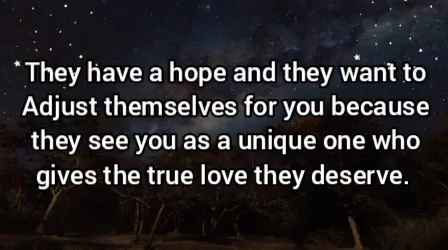 They have a hope and they want to
Adjust themselves for you because
they see you as a unique one who
gives the true love they deserve.